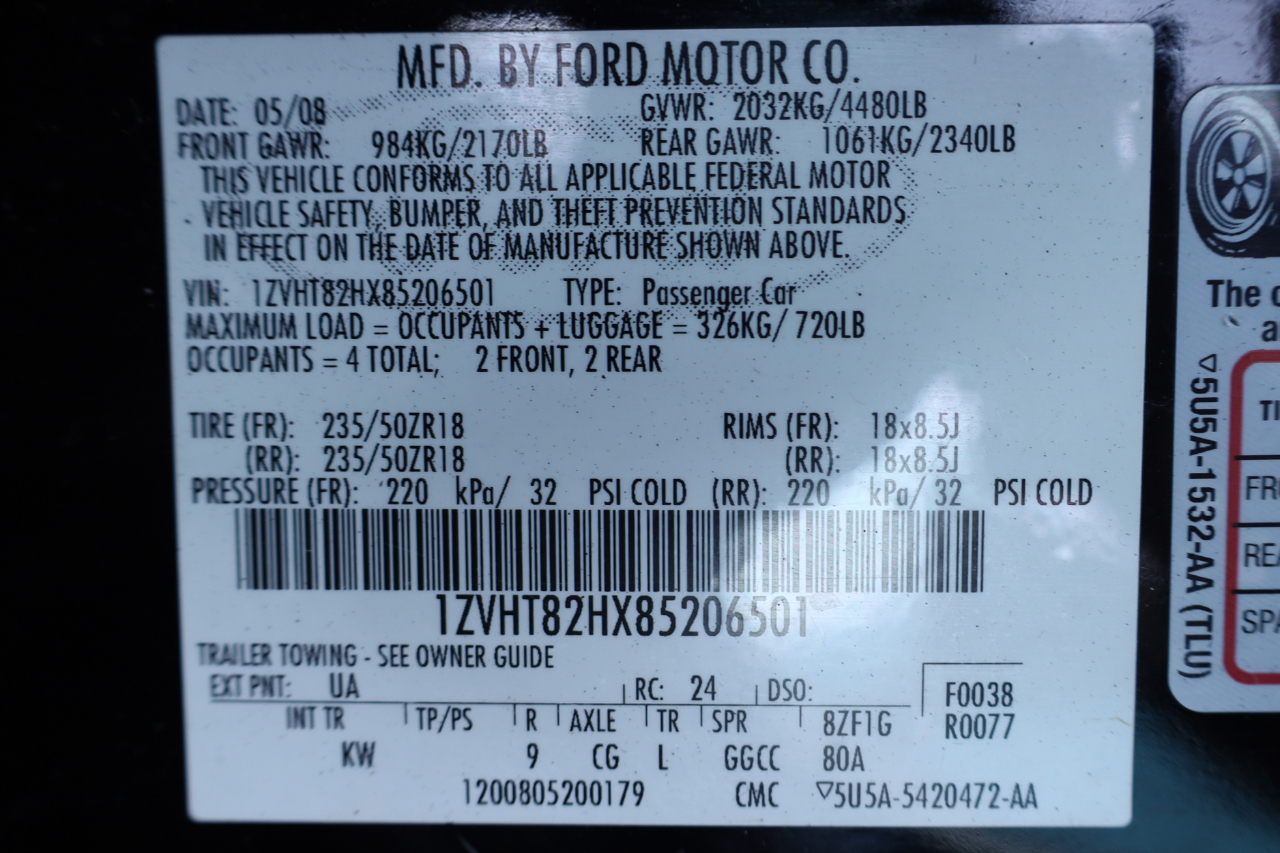 MFD. BY FORD MOTOR CO.
DATE: 05/08 GVWR: 2032KG/4480LB
FRONT GAWR: 984KG/2170LB REAR GAWR: 1061KG/2340LB
THIS VEHICLE CONFORMS TO ALL APPLICABLE FEDERAL MOTOR
VEHICLE SAFETY, BUMPER, AND THEFT PREVENTION STANDARDS
IN EFFECT ON THE DATE OF MANUFACTURE SHOWN ABOVE.
VIN: 1ZVHT82HX85206501 TYPE: Passenger Car
MAXIMUM LOAD = OCCUPANTS + LUGGAGE = 326KG/ 720LB
OCCUPANTS = 4 TOTAL; 2 FRONT, 2 REAR
TIRE (FR): 235/50ZR18 RIMS (FR): 18x8.5J
(RR): 235/50ZR18 (RR): 18x8.5J
PRESSURE (FR): 220 kPa/ 32 PSI COLD (RR): 220 kPa/ 32 PSI COLD
1ZVHT82HX85206501
TRAILER TOWING - SEE OWNER GUIDE
EXT PNT: UA RC: 24 DSO: F0038
INT TR TP/PS R AXLE TR SPR 8ZF1G R0077
KW 9 CG L GGCC 80A
1200805200179 CMC ▽5U5A-5420472-AA
The
▽5U5A-1532-AA (TLU)